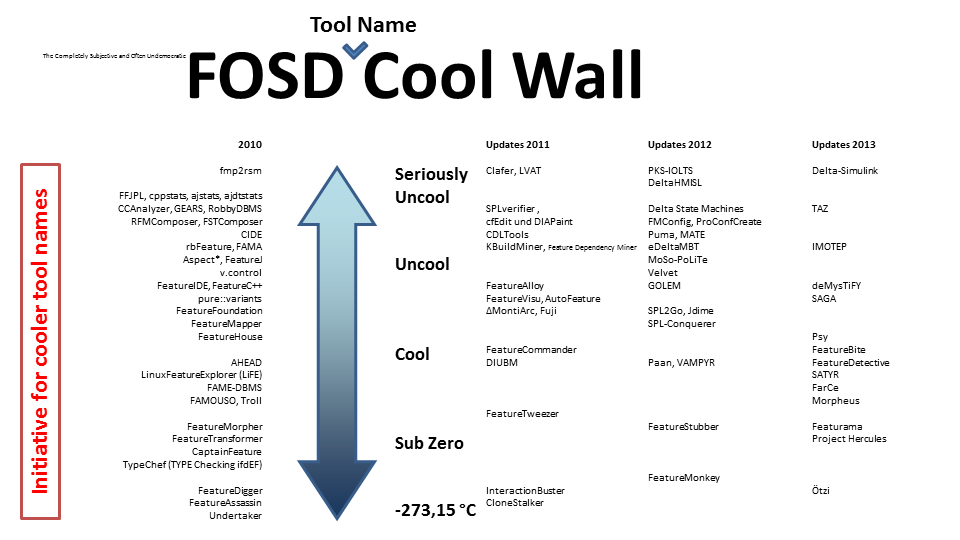 Tool Name
The Completely Subjective and Often Undemocratic
FOSD Cool Wall
Initiative for cooler tool names
2010
fmp2rsm
FFJPL, cppstats, ajstats, ajdtstats
CCAnalyzer, GEARS, RobbyDBMS
RFMComposer, FSTComposer
CIDE
rbFeature, FAMA
Aspect*, FeatureJ
v.control
FeatureIDE, FeatureC++
pure::variants
FeatureFoundation
FeatureMapper
FeatureHouse
AHEAD
LinuxFeatureExplorer (LiFE)
FAME-DBMS
FAMOUSO, Troll
FeatureMorpher
FeatureTransformer
CaptainFeature
TypeChef (TYPE Checking ifdEF)
FeatureDigger
FeatureAssassin
Undertaker
Seriously
Uncool
Uncool
Cool
Sub Zero
-273,15 °C
Updates 2011
Clafer, LVAT
SPLverifier ,
cfEdit und DIAPaint
CDLTools
KBuildMiner, Feature Dependency Miner
FeatureAlloy
FeatureVisu, AutoFeature
ΔMontiArc, Fuji
FeatureCommander
DIUBM
FeatureTweezer
InteractionBuster
CloneStalker
Updates 2012
PKS-IOLTS
DeltaHMISL
Delta State Machines
FMConfig, ProConfCreate
Puma, MATE
eDeltaMBT
MoSo-PoLiTe
Velvet
GOLEM
SPL2Go, Jdime
SPL-Conquerer
Paan, VAMPYR
FeatureStubber
FeatureMonkey
Updates 2013
Delta-Simulink
TAZ
IMOTEP
deMysTiFY
SAGA
Psy
FeatureBite
FeatureDetective
SATYR
FarCe
Morpheus
Featurama
Project Hercules
Ötzi